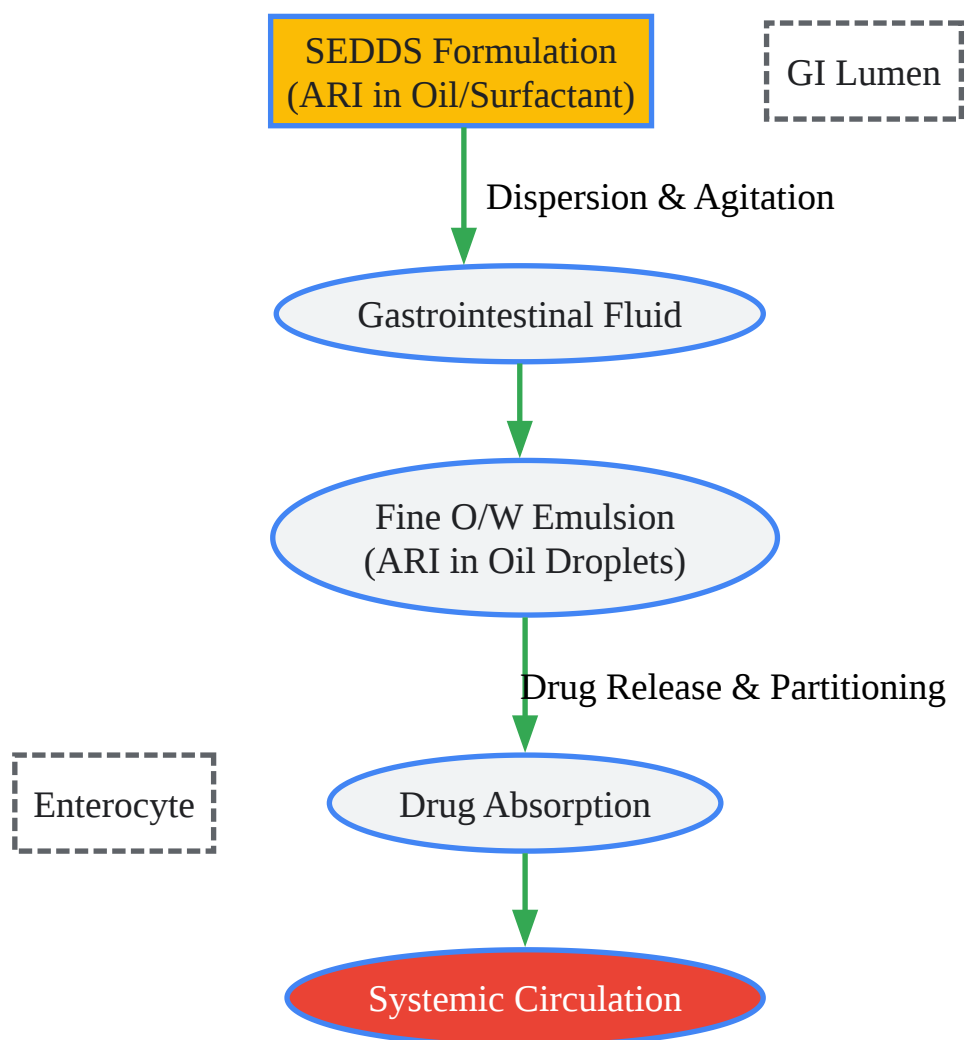 SEDDS Formulation
(ARI in Oil/Surfactant)
GI Lumen
Dispersion & Agitation
Gastrointestinal Fluid
Fine O/W Emulsion
(ARI in Oil Droplets)
Drug Release & Partitioning
Enterocyte
Drug Absorption
Systemic Circulation